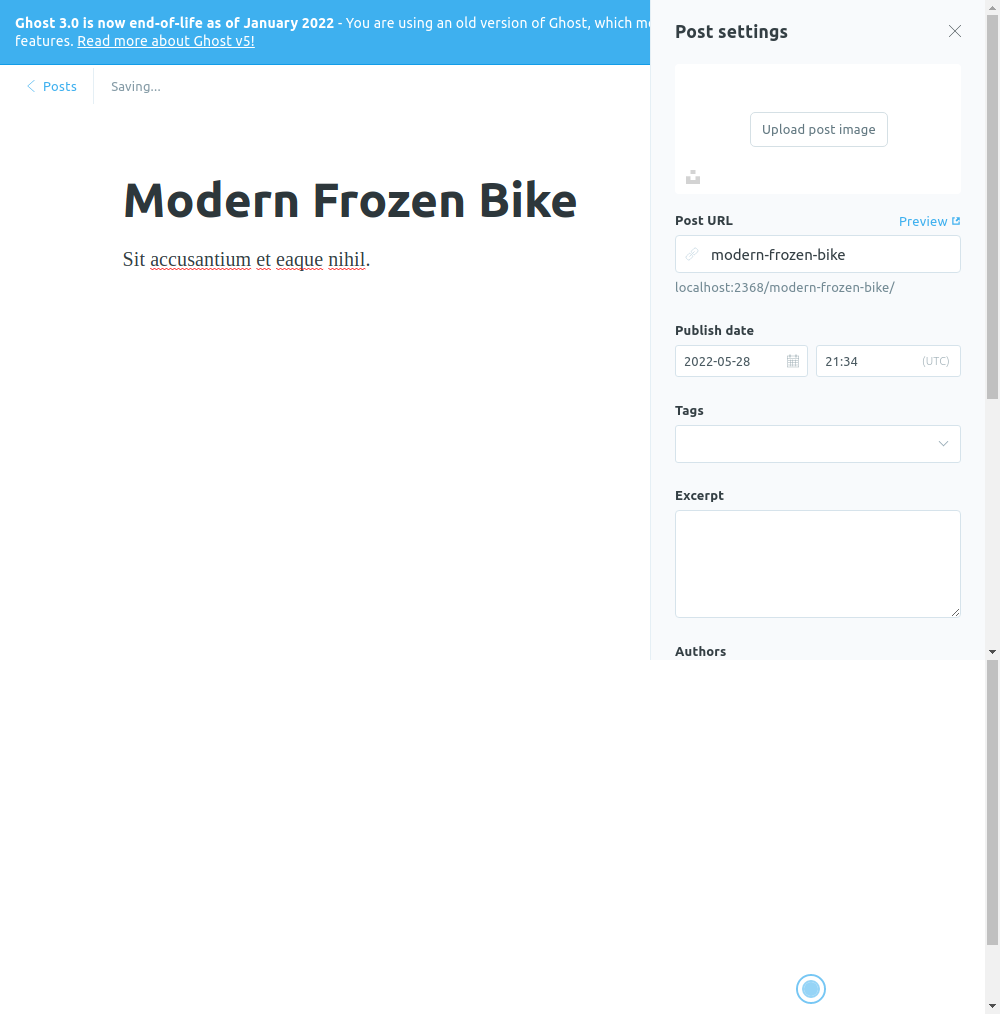 Ghost 3.0 is now end-of-life as of January 2022 - You are using an old version of Ghost, which
features. Read more about Ghost v5!
Posts
Saving...
Modern Frozen Bike
Sit accusantium et eaque nihil.
Post settings
Upload post image
Post URL
Preview
modern-frozen-bike
localhost:2368/modern-frozen-bike/
Publish date
2022-05-28
21:34
(UTC)
Tags
Excerpt
Authors